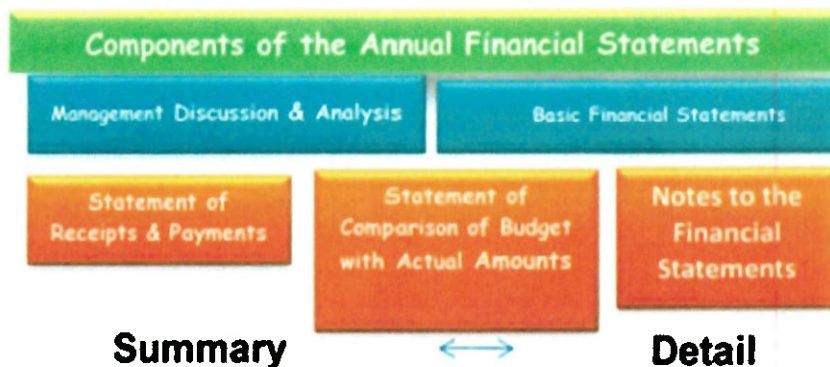 Components of the Annual Financial Statements
Management Discussion & Analysis
Basic Financial Statements
Statement of
Receipts & Payments
Statement of
Comparison of Budget
with Actual Amounts
Notes to the
Financial
Statements
Summary
Detail